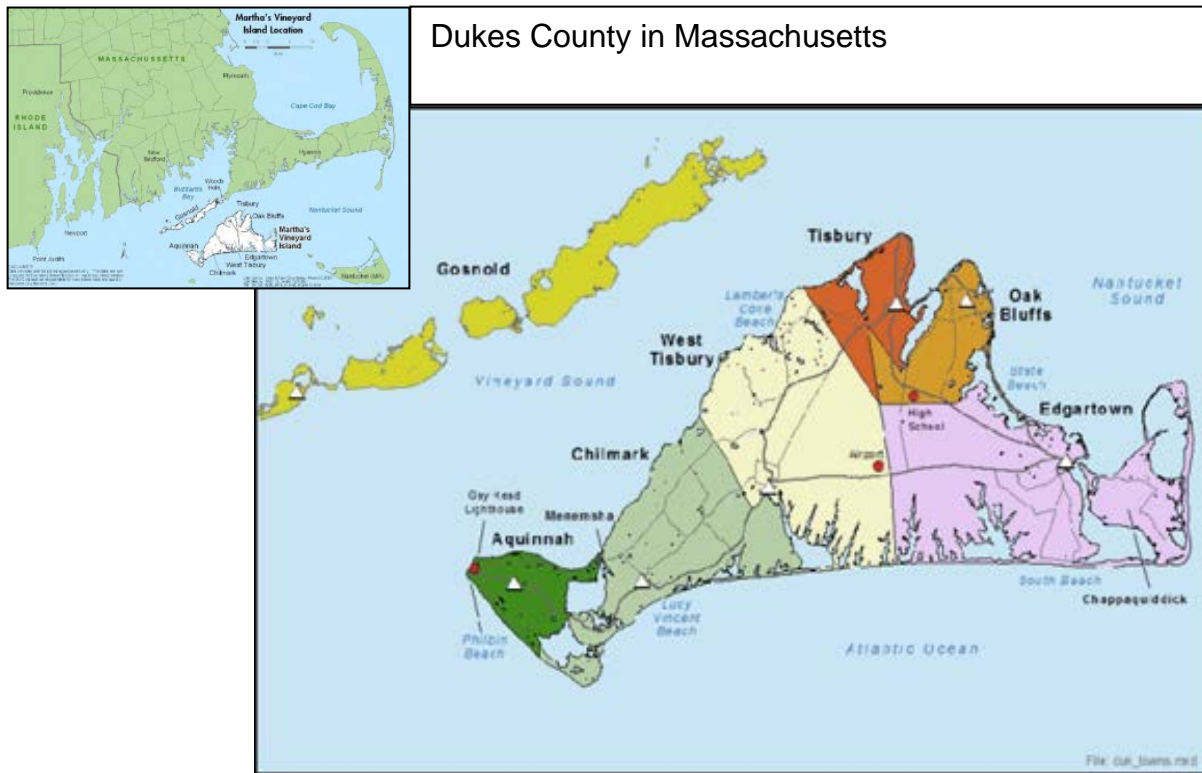 Dukes County in Massachusetts
Martha's Vineyard
Island Location
MASSACHUSETTS
Plymouth
Providence
Cape Cod Bay
RHODE
ISLAND
New
Bedford
Hyannis
Woods
Hole
Buzzards
Bay
Gosnold
Tisbury
Oak Bluffs
Nantucket Sound
Newport
Martha's
Vineyard
Island
Aquinnah
Edgartown
West Tisbury
Chilmark
Point Judith
Nantucket (MA)
Tisbury
Gosnold
Nantucket
Sound
Lambert's
Cove
Beach
Oak
Bluffs
West
Tisbury
Vineyard Sound
State
Beach
Edgartown
High
School
Chilmark
Airport
Gay Head
Lighthouse
Menemsha
Aquinnah
South Beach
Chappaquiddick
Lucy
Vincent
Beach
Philbin
Beach
Atlantic Ocean